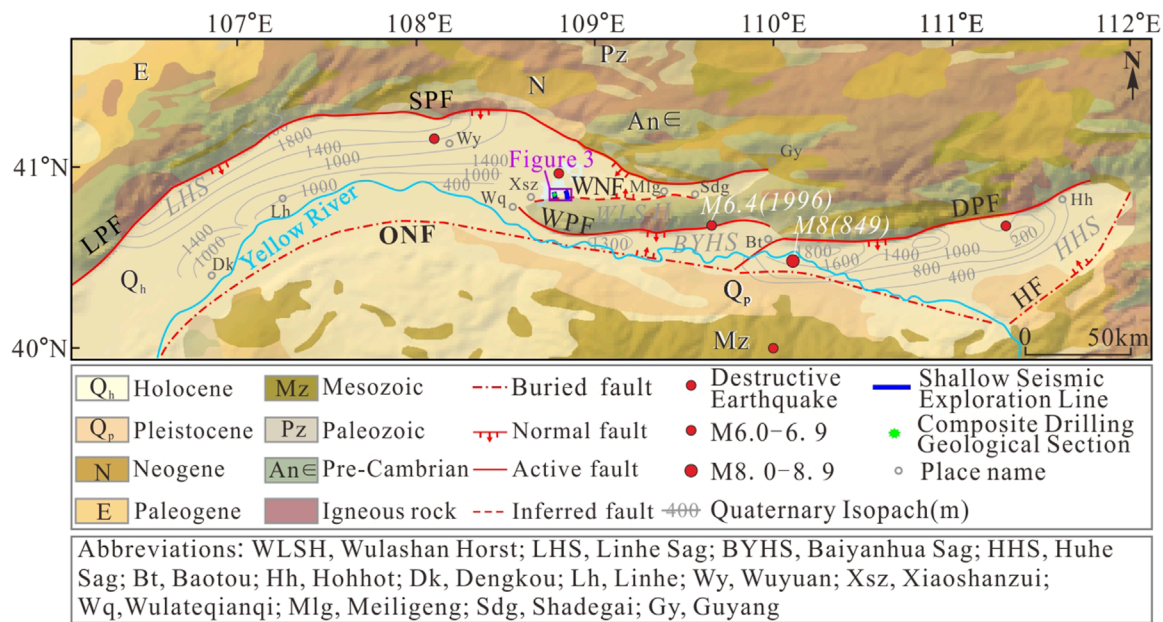 107°E 108°E 109°E 110°E 111°E 112°E
E Pz N
N
SPF An∈
Wy Gy
41°N 1800 1400 1000 1400 1000 Figure 3
LHS 1000 400 Xsz WNF Mlg Sdg
Lh Wq WPF WLSH M6.4(1996) DPF Hh
LPF Yellow River 1300 BYHS M8(849) 200 HHS
1400 1000 ONF Bt 1800 1400 1000
Dk 1600 800 400
Qh Qp HF
40°N Mz 0 50km
Qh Holocene Mz Mesozoic Buried fault Destructive Earthquake Shallow Seismic Exploration Line
Qp Pleistocene Pz Paleozoic Normal fault M6.0-6.9 Composite Drilling Geological Section
N Neogene An∈ Pre-Cambrian Active fault M8.0-8.9 Place name
E Paleogene Igneous rock Inferred fault 400 Quaternary Isopach(m)
Abbreviations: WLSH, Wulashan Horst; LHS, Linhe Sag; BYHS, Baiyanhua Sag; HHS, Huhe
Sag; Bt, Baotou; Hh, Hohhot; Dk, Dengkou; Lh, Linhe; Wy, Wuyuan; Xsz, Xiaoshanzui;
Wq,Wulateqianqi; Mlg, Meiligeng; Sdg, Shadegai; Gy, Guyang